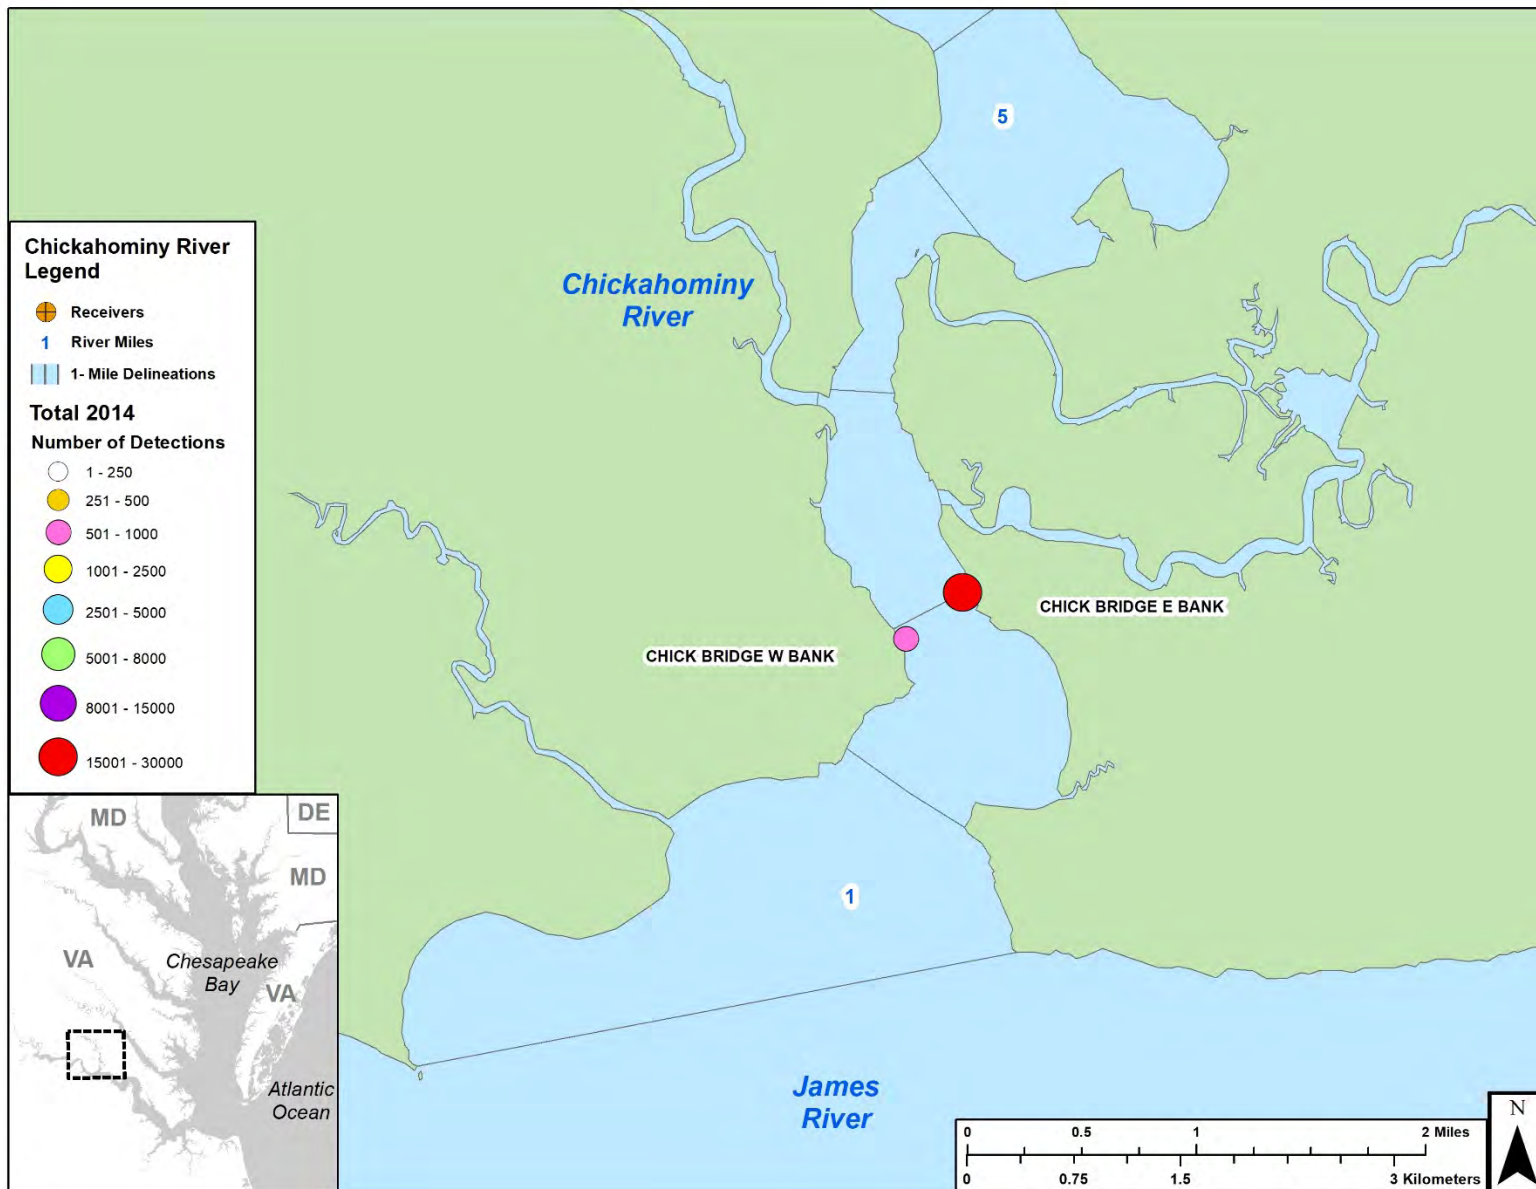 5
Chickahominy
River
Chickahominy River
Legend
Receivers
1 River Miles
1- Mile Delineations
Total 2014
Number of Detections
1 - 250
251 - 500
501 - 1000
1001 - 2500
2501 - 5000
5001 - 8000
8001 - 15000
15001 - 30000
CHICK BRIDGE E BANK
CHICK BRIDGE W BANK
1
James
River
MD
DE
MD
VA
Chesapeake
Bay
VA
Atlantic
Ocean
0 0.5 1 2 Miles
0 0.75 1.5 3 Kilometers
N